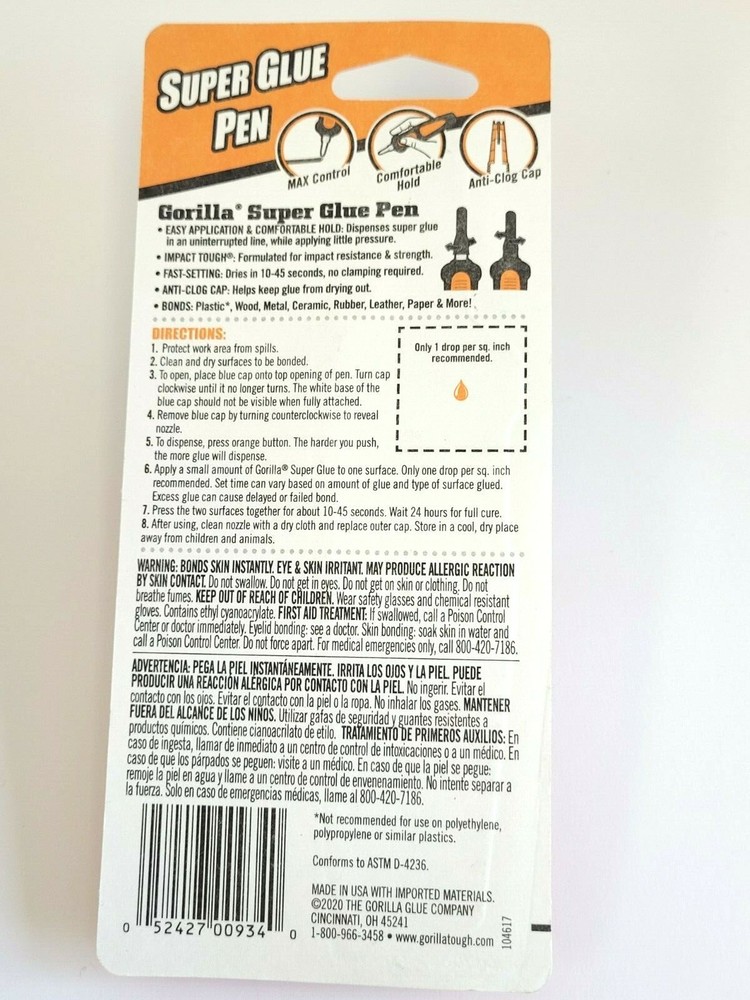 SUPER GLUE
PEN
MAX Control
Comfortable
Hold
Anti-Clog Cap
Gorilla® Super Glue Pen
• EASY APPLICATION & COMFORTABLE HOLD: Dispenses super glue
in an uninterrupted line, while applying little pressure.
• IMPACT TOUGH®: Formulated for impact resistance & strength.
• FAST-SETTING: Dries in 10-45 seconds, no clamping required.
• ANTI-CLOG CAP: Helps keep glue from drying out.
• BONDS: Plastic*, Wood, Metal, Ceramic, Rubber, Leather, Paper & More!
DIRECTIONS:
1. Protect work area from spills.
2. Clean and dry surfaces to be bonded.
3. To open, place blue cap onto top opening of pen. Turn cap
clockwise until it no longer turns. The white base of the
blue cap should not be visible when fully attached.
4. Remove blue cap by turning counterclockwise to reveal
nozzle.
5. To dispense, press orange button. The harder you push,
the more glue will dispense.
Only 1 drop per sq. inch
recommended.
6. Apply a small amount of Gorilla® Super Glue to one surface. Only one drop per sq. inch
recommended. Set time can vary based on amount of glue and type of surface glued.
Excess glue can cause delayed or failed bond.
7. Press the two surfaces together for about 10-45 seconds. Wait 24 hours for full cure.
8. After using, clean nozzle with a dry cloth and replace outer cap. Store in a cool, dry place
away from children and animals.
WARNING: BONDS SKIN INSTANTLY. EYE & SKIN IRRITANT. MAY PRODUCE ALLERGIC REACTION
BY SKIN CONTACT. Do not swallow. Do not get in eyes. Do not get on skin or clothing. Do not
breathe fumes. KEEP OUT OF REACH OF CHILDREN. Wear safety glasses and chemical resistant
gloves. Contains ethyl cyanoacrylate. FIRST AID TREATMENT: If swallowed, call a Poison Control
Center or doctor immediately. Eyelid bonding: see a doctor. Skin bonding: soak skin in water and
call a Poison Control Center. Do not force apart. For medical emergencies only, call 800-420-7186.
ADVERTENCIA: PEGA LA PIEL INSTANTÁNEAMENTE. IRRITA LOS OJOS Y LA PIEL. PUEDE
PRODUCIR UNA REACCIÓN ALÉRGICA POR CONTACTO CON LA PIEL. No ingerir. Evitar el
contacto con los ojos. Evitar el contacto con la piel o la ropa. No inhalar los gases. MANTENER
FUERA DEL ALCANCE DE LOS NIÑOS. Utilizar gafas de seguridad y guantes resistentes a
productos químicos. Contiene cianoacrilato de etilo. TRATAMIENTO DE PRIMEROS AUXILIOS: En
caso de ingesta, llamar de inmediato a un centro de control de intoxicaciones o a un médico. En
caso de que los párpados se peguen: visite a un médico. En caso de que la piel se pegue:
remoje la piel en agua y llame a un centro de control de envenenamiento. No intente separar a
la fuerza. Solo en caso de emergencias médicas, llame al 800-420-7186.
*Not recommended for use on polyethylene,
polypropylene or similar plastics.
Conforms to ASTM D-4236.
MADE IN USA WITH IMPORTED MATERIALS.
©2020 THE GORILLA GLUE COMPANY
CINCINNATI, OH 45241
1-800-966-3458 • www.gorillatough.com
104617
0 52427 00934 0